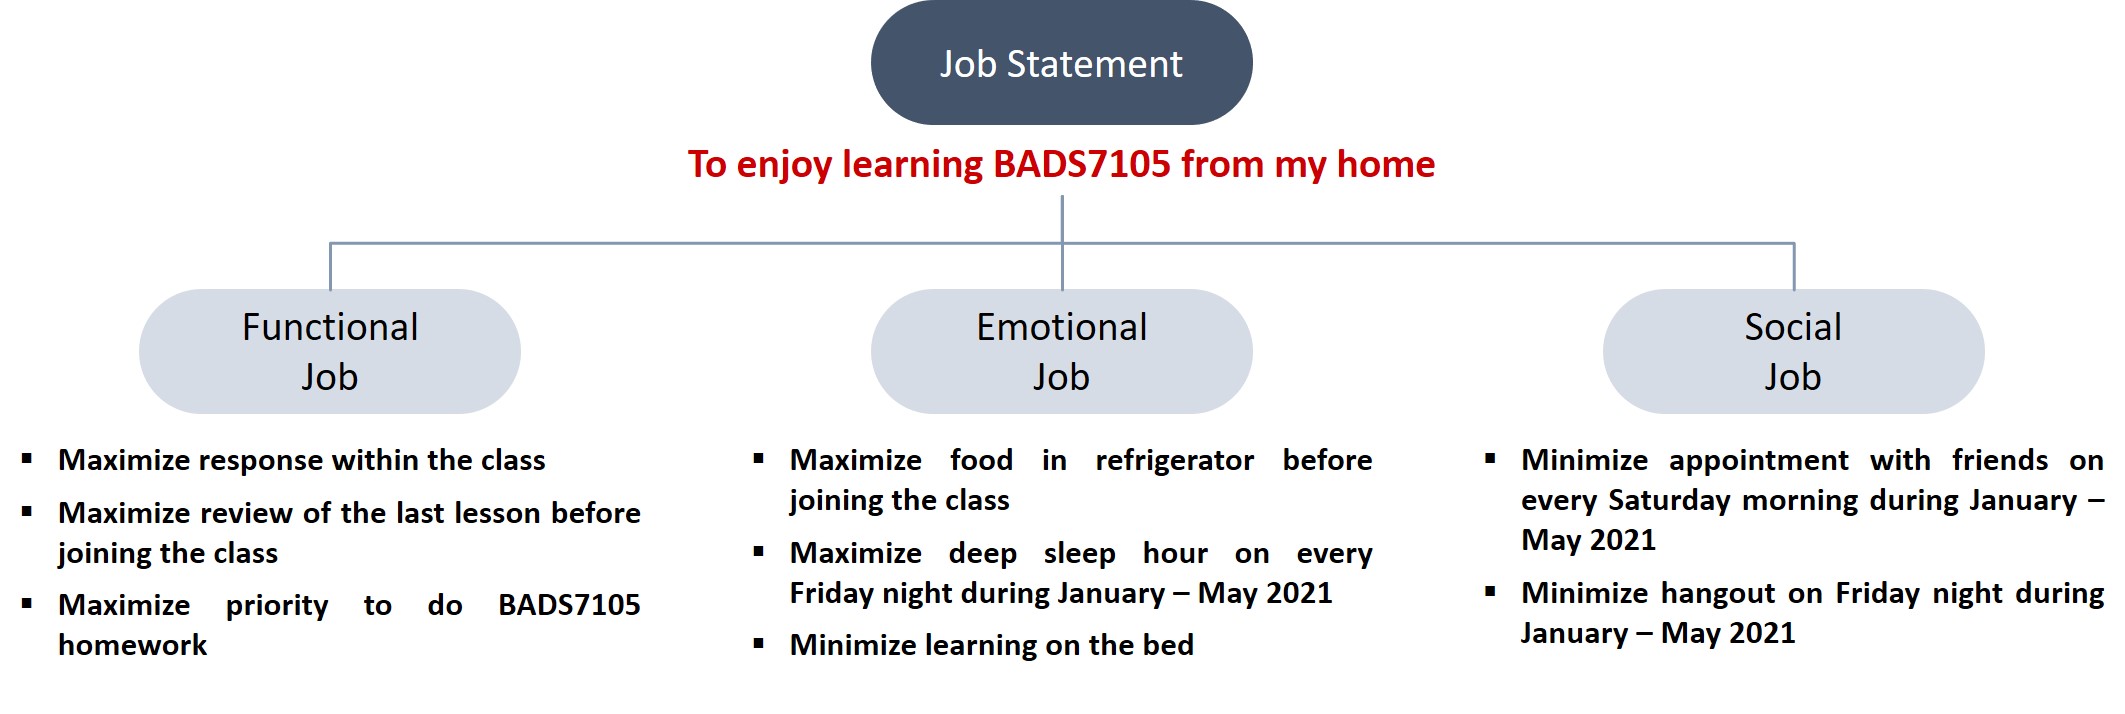 Job Statement
To enjoy learning BADS7105 from my home
Functional
Job
▪ Maximize response within the class
▪ Maximize review of the last lesson before
joining the class
▪ Maximize priority to do BADS7105
homework
Emotional
Job
▪ Maximize food in refrigerator before
joining the class
▪ Maximize deep sleep hour on every
Friday night during January – May 2021
▪ Minimize learning on the bed
Social
Job
▪ Minimize appointment with friends on
every Saturday morning during January –
May 2021
▪ Minimize hangout on Friday night during
January – May 2021